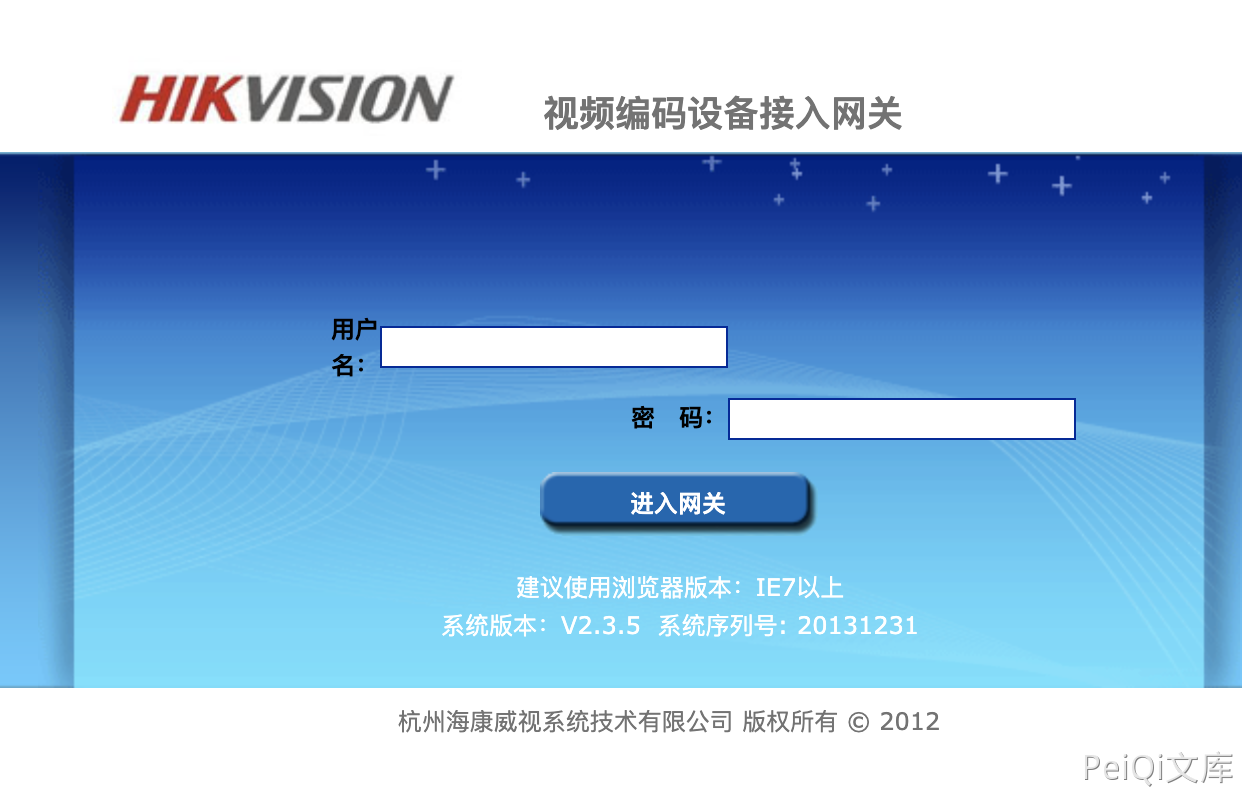 HIKVISION
视频编码设备接入网关
用户
名：
密 码：
进入网关
建议使用浏览器版本：IE7以上
系统版本：V2.3.5 系统序列号：20131231
杭州海康威视系统技术有限公司 版权所有 © 2012
PeiQi文库